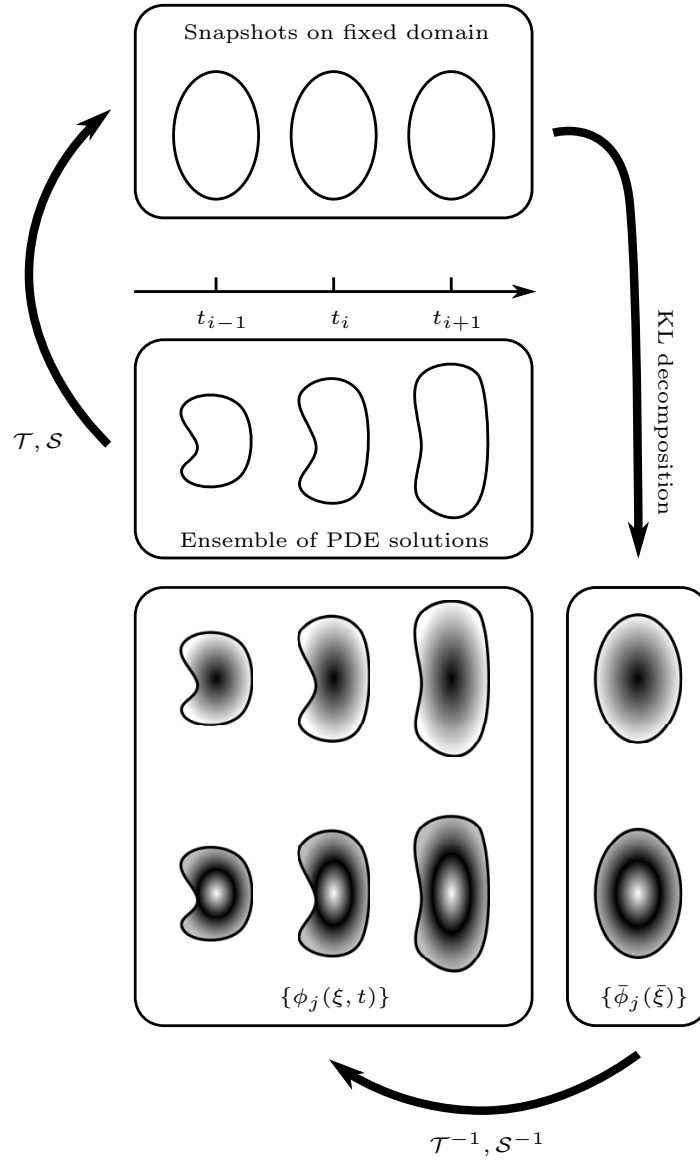 Snapshots on fixed domain
t_{i−1} t_i t_{i+1}
KL decomposition
𝒯, 𝒮
Ensemble of PDE solutions
{ϕ_j(ξ, t)}
{ϕ̄_j(ξ̄)}
𝒯^{−1}, 𝒮^{−1}